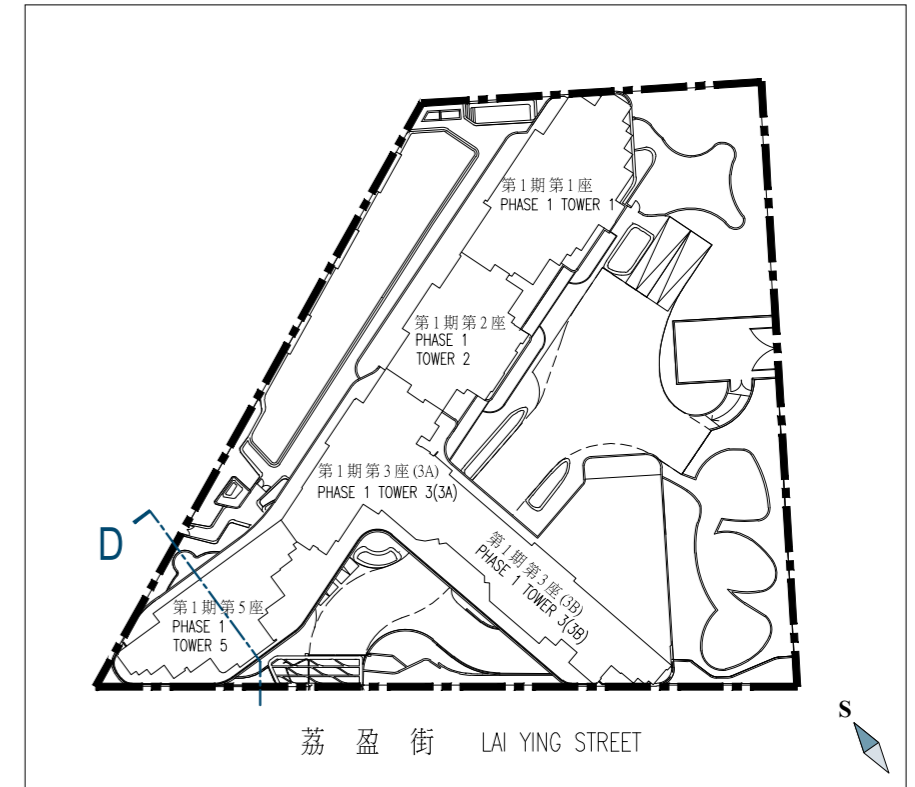 第1期第1座
PHASE 1 TOWER 1
第1期第2座
PHASE 1
TOWER 2
第1期第3座(3A)
PHASE 1 TOWER 3(3A)
第1期第3座(3B)
PHASE 1 TOWER 3(3B)
D
第1期第5座
PHASE 1
TOWER 5
荔盈街 LAI YING STREET
S